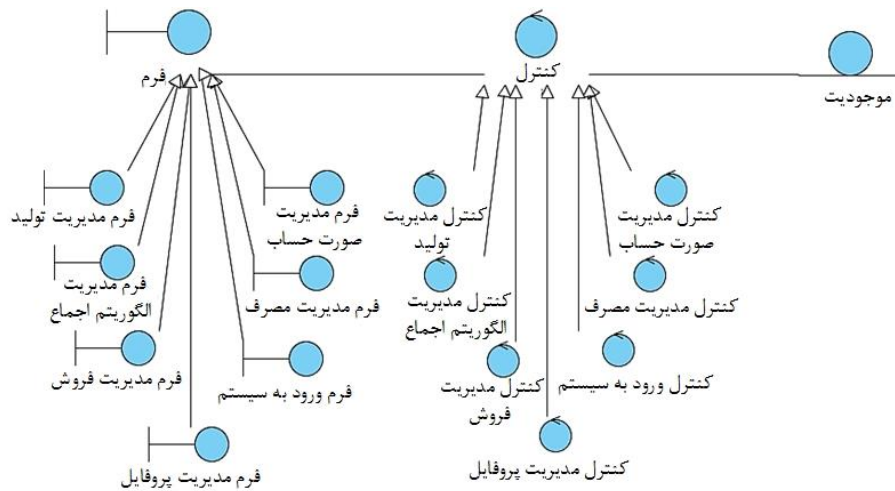 فرم
کنترل
موجودیت
فرم مدیریت
صورت حساب
فرم مدیریت تولید
فرم مدیریت
الگوریتم اجماع
فرم مدیریت مصرف
فرم مدیریت فروش
فرم ورود به سیستم
فرم مدیریت پروفایل
کنترل مدیریت
صورت حساب
کنترل مدیریت
تولید
کنترل مدیریت مصرف
کنترل مدیریت
الگوریتم اجماع
کنترل ورود به سیستم
کنترل مدیریت
فروش
کنترل مدیریت پروفایل